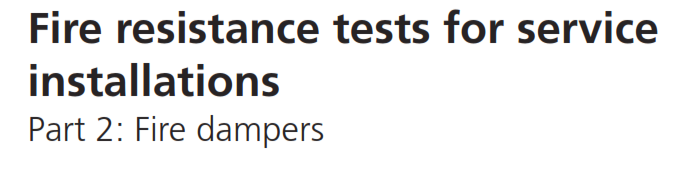 Fire resistance tests for service
installations
Part 2: Fire dampers